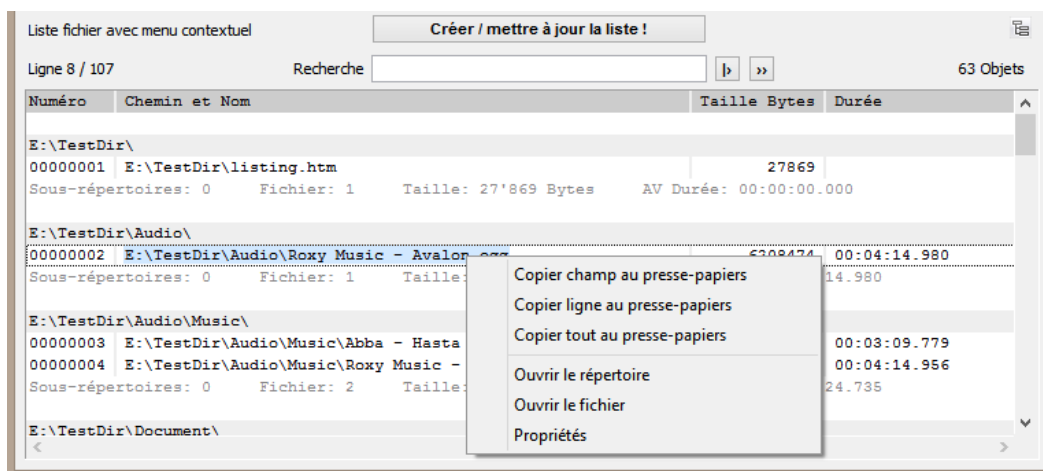 Liste fichier avec menu contextuel Créer / mettre à jour la liste !
Ligne 8 / 107 Recherche 63 Objets
Numéro Chemin et Nom Taille Bytes Durée
E:\TestDir\
00000001 E:\TestDir\listing.htm 27869
Sous-répertoires: 0 Fichier: 1 Taille: 27'869 Bytes AV Durée: 00:00:00.000
E:\TestDir\Audio\
00000002 E:\TestDir\Audio\Roxy Music - Avalon.ogg 6208474 00:04:14.980
Sous-répertoires: 0 Fichier: 1 Taille: 14.980
E:\TestDir\Audio\Music\
00000003 E:\TestDir\Audio\Music\Abba - Hasta 00:03:09.779
00000004 E:\TestDir\Audio\Music\Roxy Music - 00:04:14.956
Sous-répertoires: 0 Fichier: 2 Taille: 24.735
E:\TestDir\Document\
Copier champ au presse-papiers
Copier ligne au presse-papiers
Copier tout au presse-papiers
Ouvrir le répertoire
Ouvrir le fichier
Propriétés